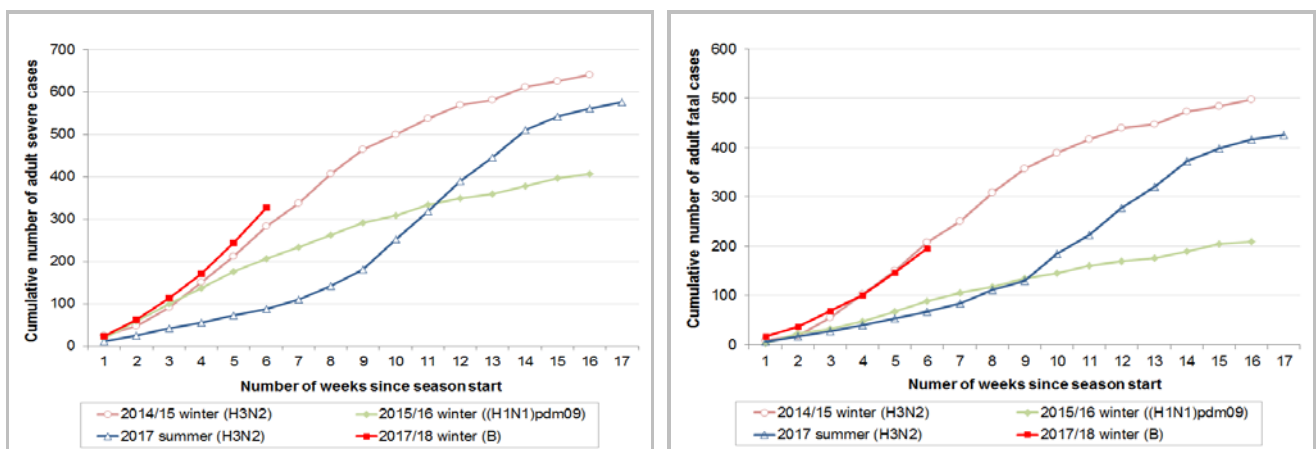 Cumulative number of adult severe cases
700
600
500
400
300
200
100
0
1 2 3 4 5 6 7 8 9 10 11 12 13 14 15 16 17
Number of weeks since season start
2014/15 winter (H3N2) 2015/16 winter ((H1N1)pdm09)
2017 summer (H3N2) 2017/18 winter (B)
Cumulative number of adult fatal cases
600
500
400
300
200
100
0
1 2 3 4 5 6 7 8 9 10 11 12 13 14 15 16 17
Numer of weeks since season start
2014/15 winter (H3N2) 2015/16 winter ((H1N1)pdm09)
2017 summer (H3N2) 2017/18 winter (B)